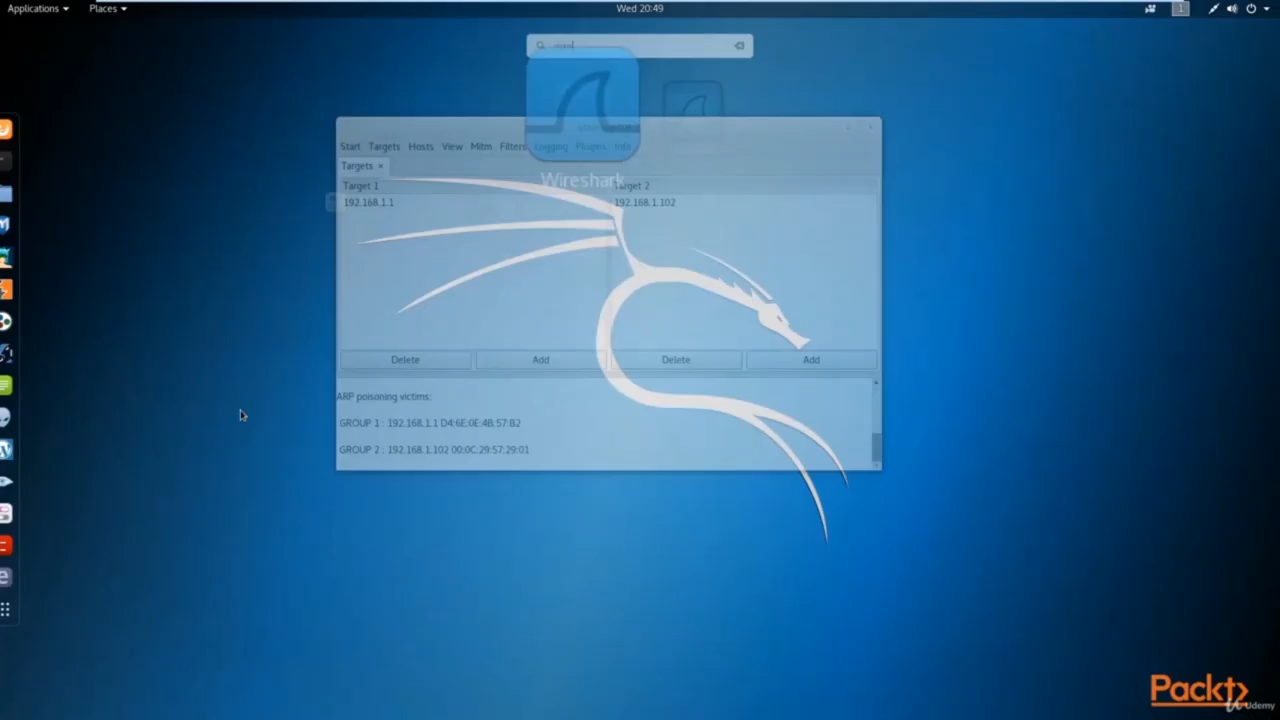 Applications Places Wed 20:49 1
Start Targets Hosts View Mitm Filters Logging Plugins Info
Targets ×
Wireshark
Target 1 Target 2
192.168.1.1 192.168.1.102
Delete Add Delete Add
ARP poisoning victims:
GROUP 1 : 192.168.1.1 D4:6E:0E:4B:57:B2
GROUP 2 : 192.168.1.102 00:0C:29:57:29:01
Packt
Udemy